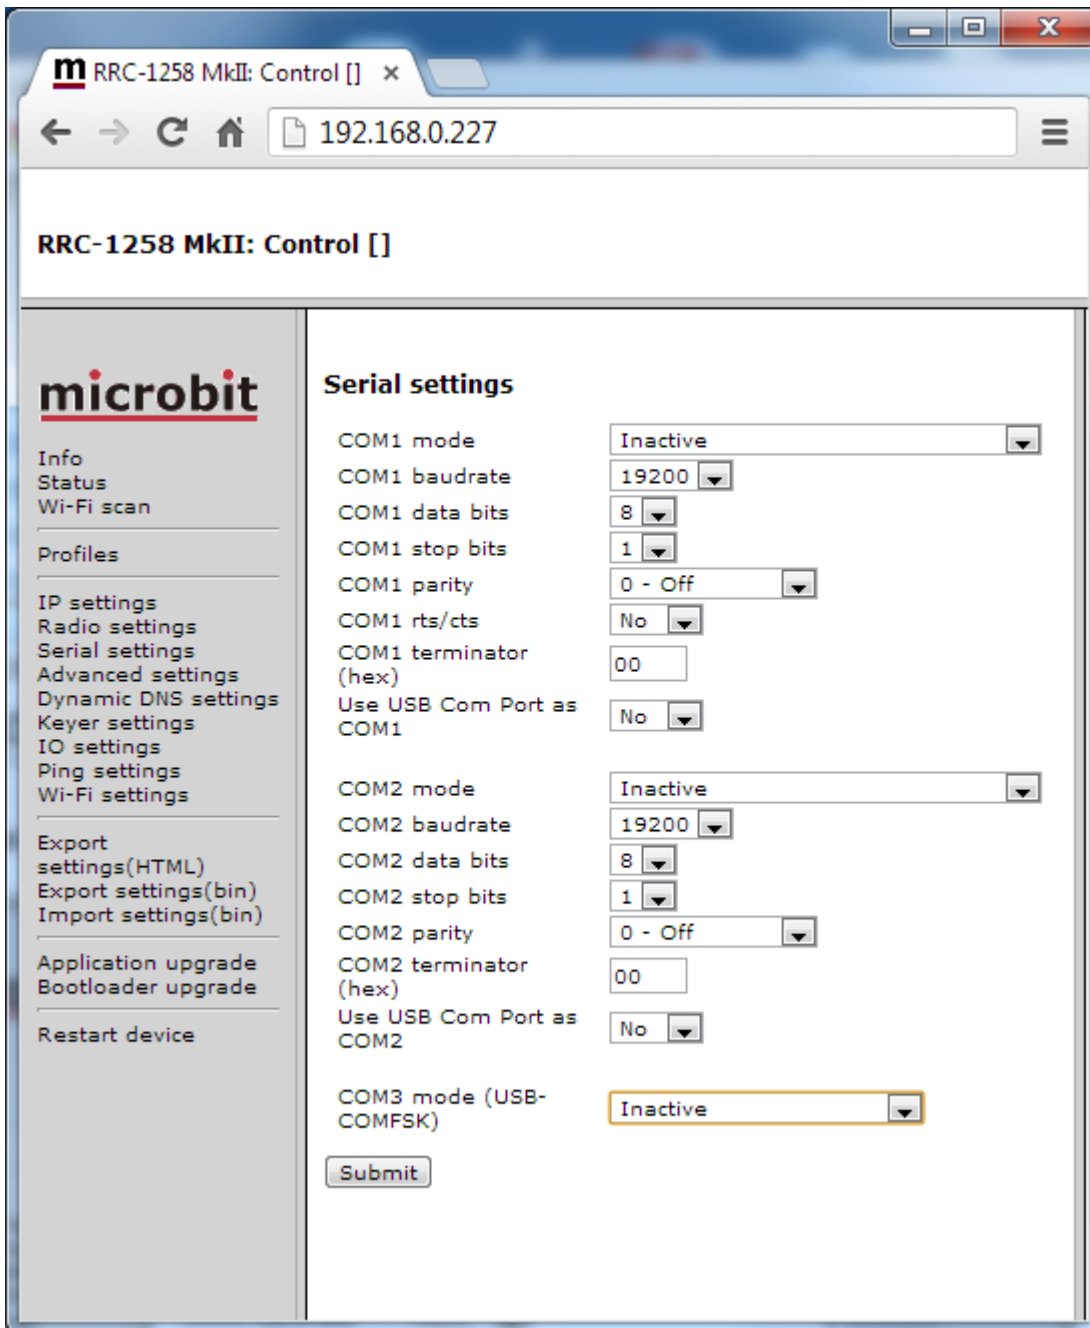 m RRC-1258 MkII: Control []
192.168.0.227
RRC-1258 MkII: Control []
microbit
Info
Status
Wi-Fi scan
Profiles
IP settings
Radio settings
Serial settings
Advanced settings
Dynamic DNS settings
Keyer settings
IO settings
Ping settings
Wi-Fi settings
Export
settings(HTML)
Export settings(bin)
Import settings(bin)
Application upgrade
Bootloader upgrade
Restart device
Serial settings
COM1 mode Inactive
COM1 baudrate 19200
COM1 data bits 8
COM1 stop bits 1
COM1 parity 0 - Off
COM1 rts/cts No
COM1 terminator
(hex) 00
Use USB Com Port as
COM1 No
COM2 mode Inactive
COM2 baudrate 19200
COM2 data bits 8
COM2 stop bits 1
COM2 parity 0 - Off
COM2 terminator
(hex) 00
Use USB Com Port as
COM2 No
COM3 mode (USB-
COMFSK) Inactive
Submit